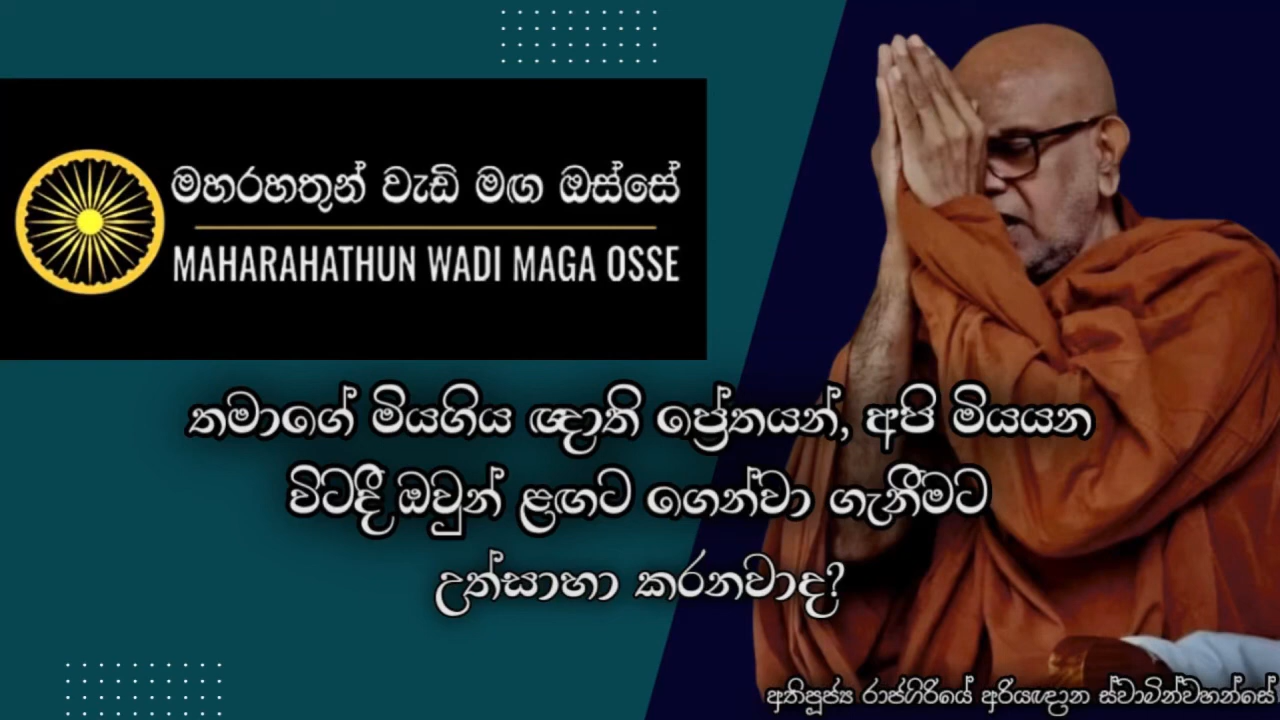 මහරහතුන් වැඩි මඟ ඔස්සේ
MAHARAHATHUN WADI MAGA OSSE
තමාගේ මියගිය ඥාති ප්‍රේතයන්, අපි මියයන
විටදී ඔවුන් ළඟට ගෙන්වා ගැනීමට
උත්සාහා කරනවාද?
අතිපූජ්‍ය රාජගිරියේ අරියඥාන ස්වාමින්වහන්සේ